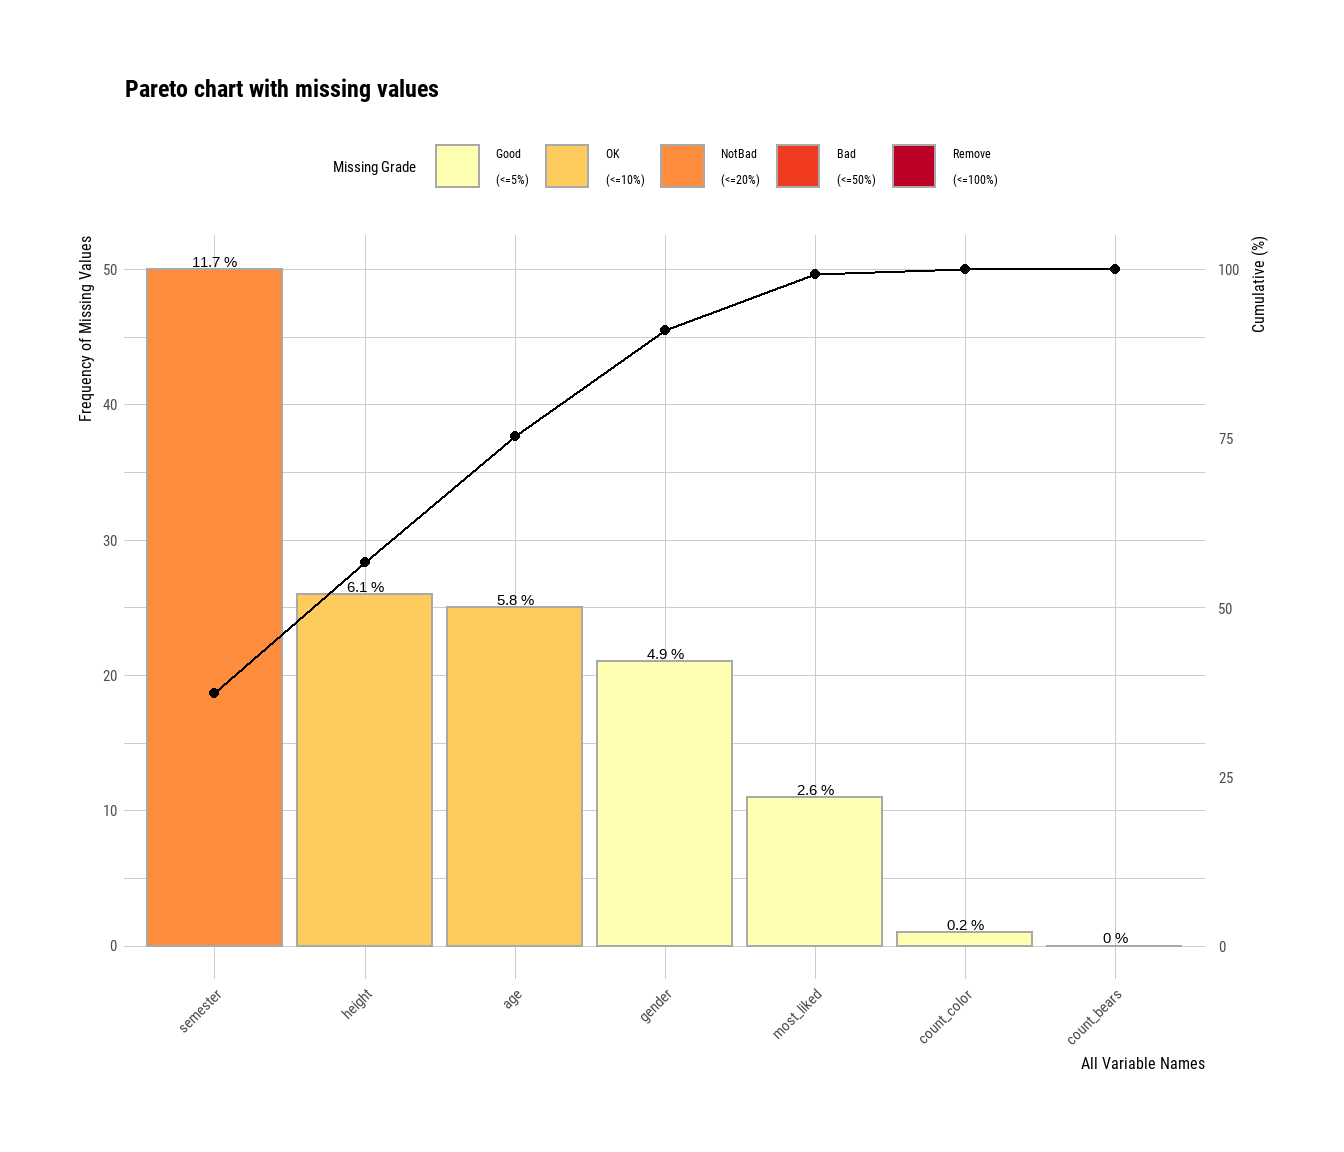 Pareto chart with missing values
Missing Grade
Good
(<=5%)
OK
(<=10%)
NotBad
(<=20%)
Bad
(<=50%)
Remove
(<=100%)
Frequency of Missing Values
Cumulative (%)
50
40
30
20
10
0
100
75
50
25
0
11.7 %
6.1 %
5.8 %
4.9 %
2.6 %
0.2 %
0 %
semester
height
age
gender
most_liked
count_color
count_bears
All Variable Names